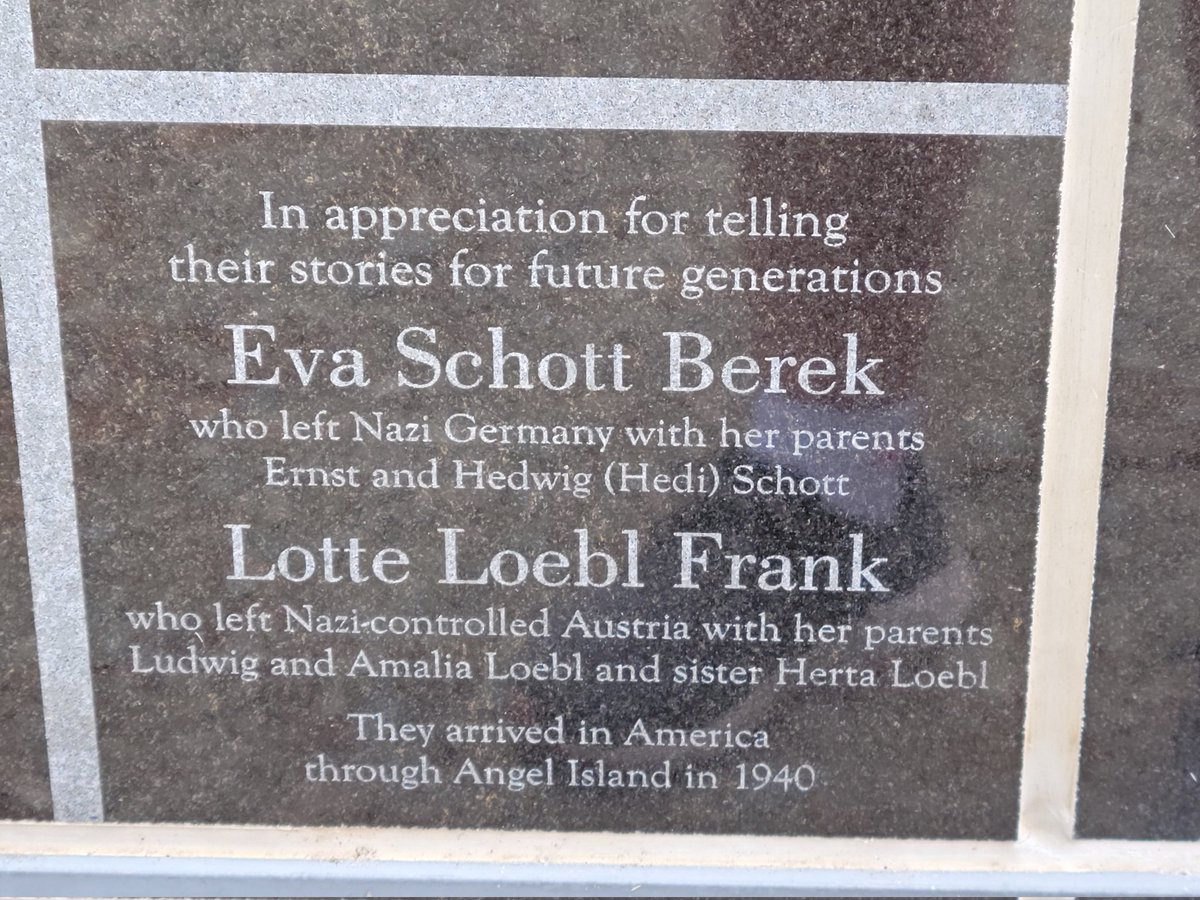 In appreciation for telling
their stories for future generations
Eva Schott Berek
who left Nazi Germany with her parents
Ernst and Hedwig (Hedi) Schott
Lotte Loebl Frank
who left Nazi-controlled Austria with her parents
Ludwig and Amalia Loebl and sister Herta Loebl
They arrived in America
through Angel Island in 1940